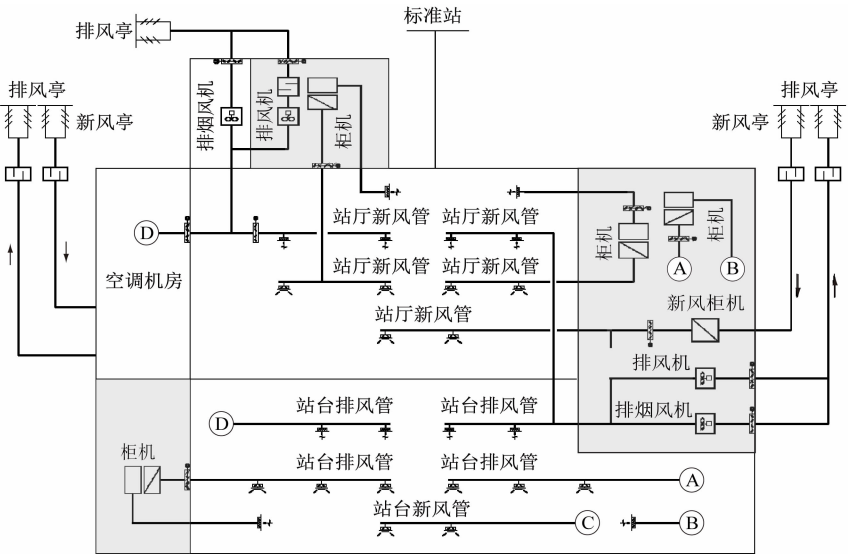 标准站
排风亭
排风亭
新风亭
排烟风机
排风机
柜机
排风亭
新风亭
D
站厅新风管
站厅新风管
柜机
柜机
A
B
空调机房
站厅新风管
站厅新风管
新风柜机
站厅新风管
排风机
站台排风管
站台排风管
排烟风机
D
柜机
站台排风管
站台排风管
A
站台新风管
C
B